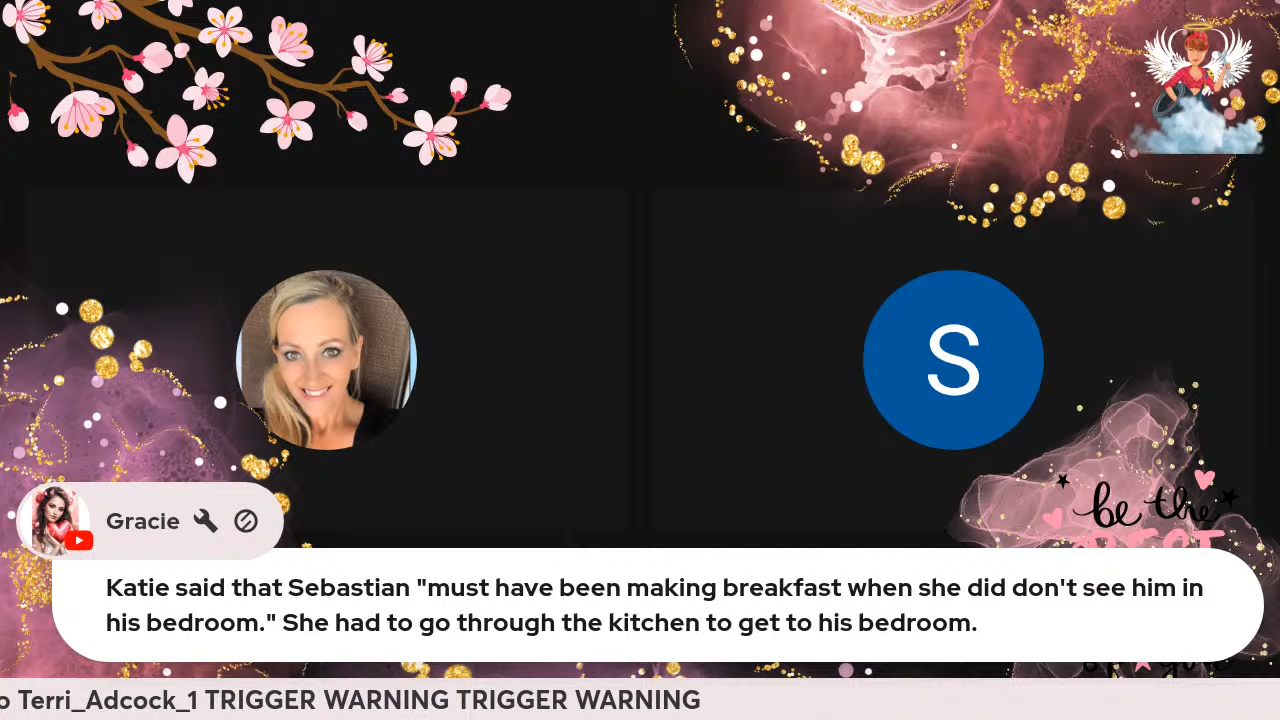 S
be the
BEST
Gracie
Katie said that Sebastian "must have been making breakfast when she did don't see him in
his bedroom." She had to go through the kitchen to get to his bedroom.
o Terri_Adcock_1 TRIGGER WARNING TRIGGER WARNING